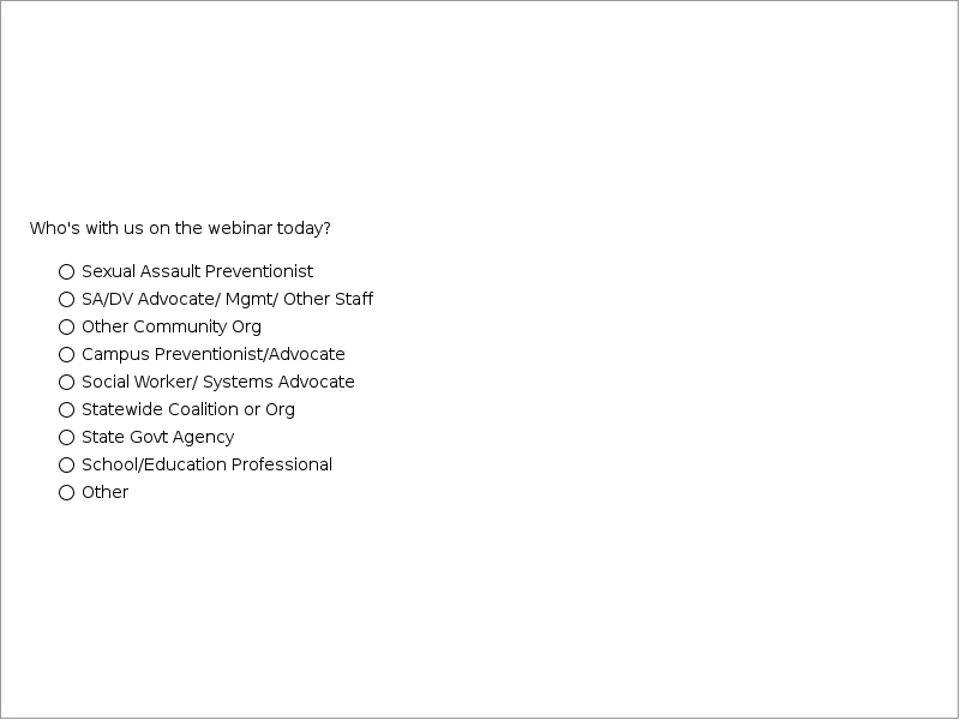 Who's with us on the webinar today?
Sexual Assault Preventionist
SA/DV Advocate/ Mgmt/ Other Staff
Other Community Org
Campus Preventionist/Advocate
Social Worker/ Systems Advocate
Statewide Coalition or Org
State Govt Agency
School/Education Professional
Other